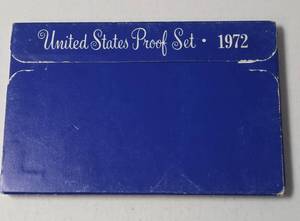 United States Proof Set • 1972